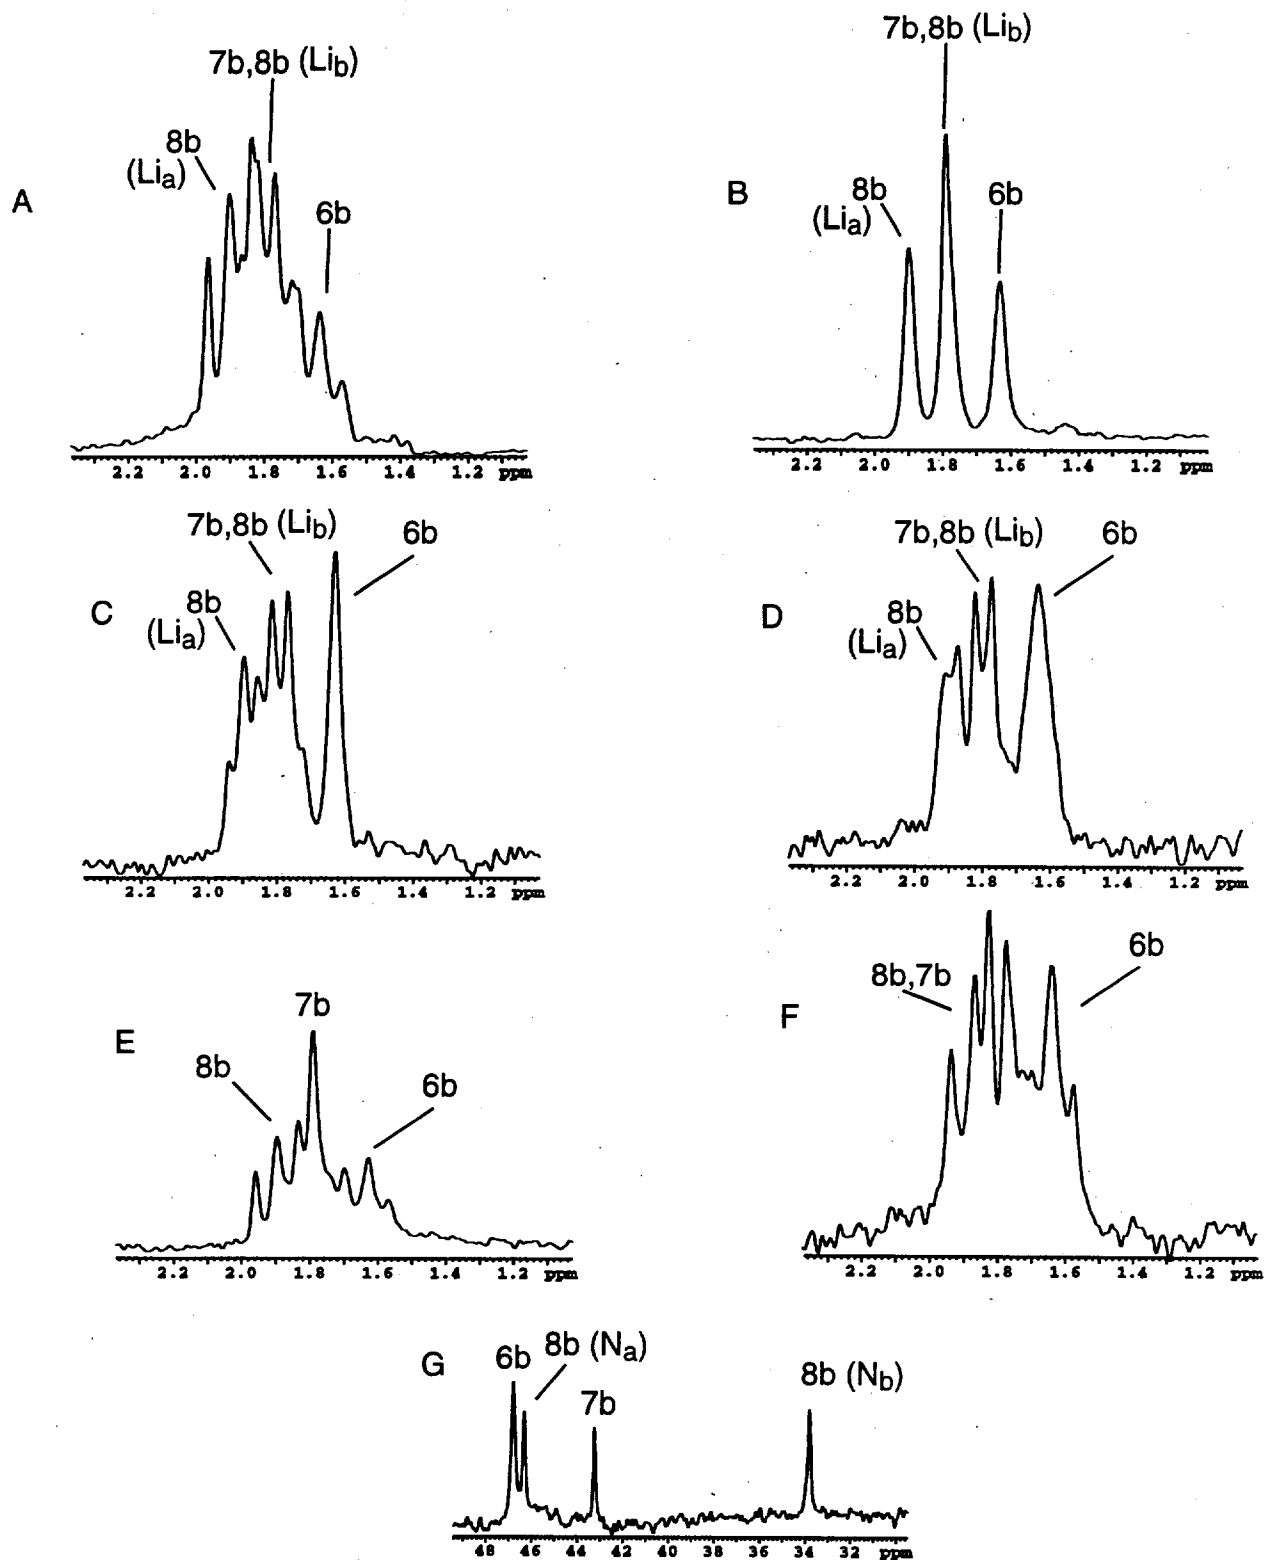 A
7b,8b (Lib)
8b
(Lia)
6b
2.2 2.0 1.8 1.6 1.4 1.2 ppm
B
7b,8b (Lib)
8b
(Lia)
6b
2.2 2.0 1.8 1.6 1.4 1.2 ppm
C
7b,8b (Lib)
6b
8b
(Lia)
2.2 2.0 1.8 1.6 1.4 1.2 ppm
D
7b,8b (Lib)
6b
8b
(Lia)
2.2 2.0 1.8 1.6 1.4 1.2 ppm
E
7b
8b
6b
2.2 2.0 1.8 1.6 1.4 1.2 ppm
F
8b,7b
6b
2.2 2.0 1.8 1.6 1.4 1.2 ppm
G
6b
8b (Na)
7b
8b (Nb)
48 46 44 42 40 38 36 34 32 ppm